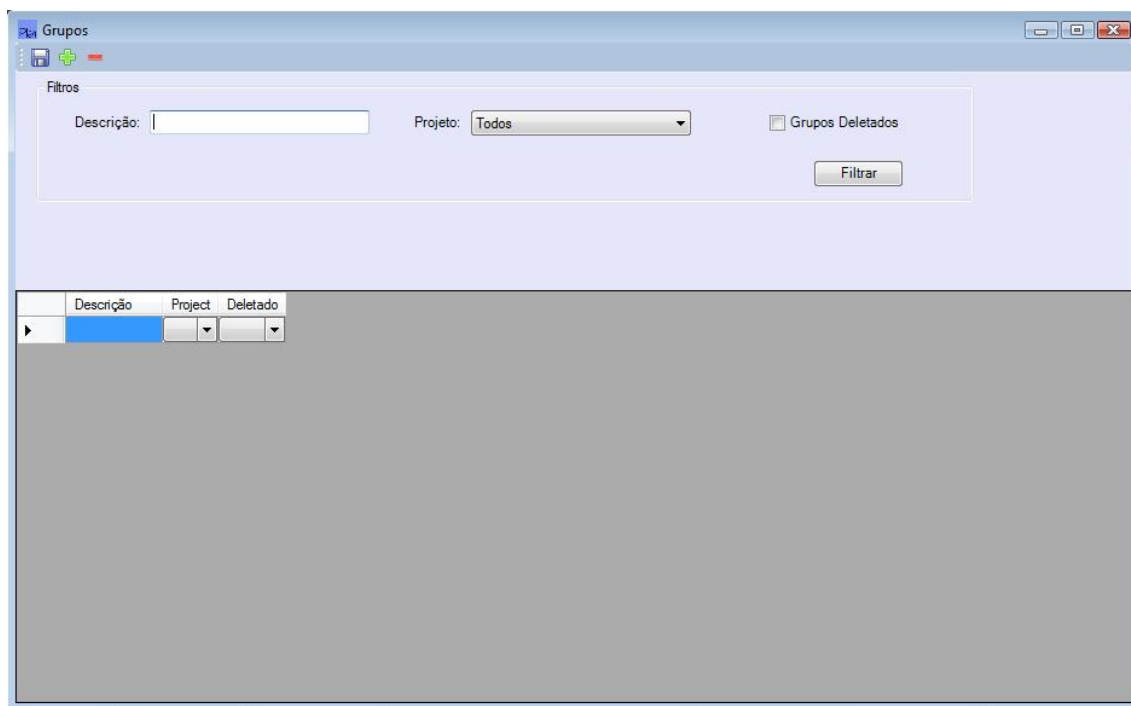 Grupos
Filtros
Descrição: Projeto: Todos Grupos Deletados
Filtrar
Descrição Project Deletado